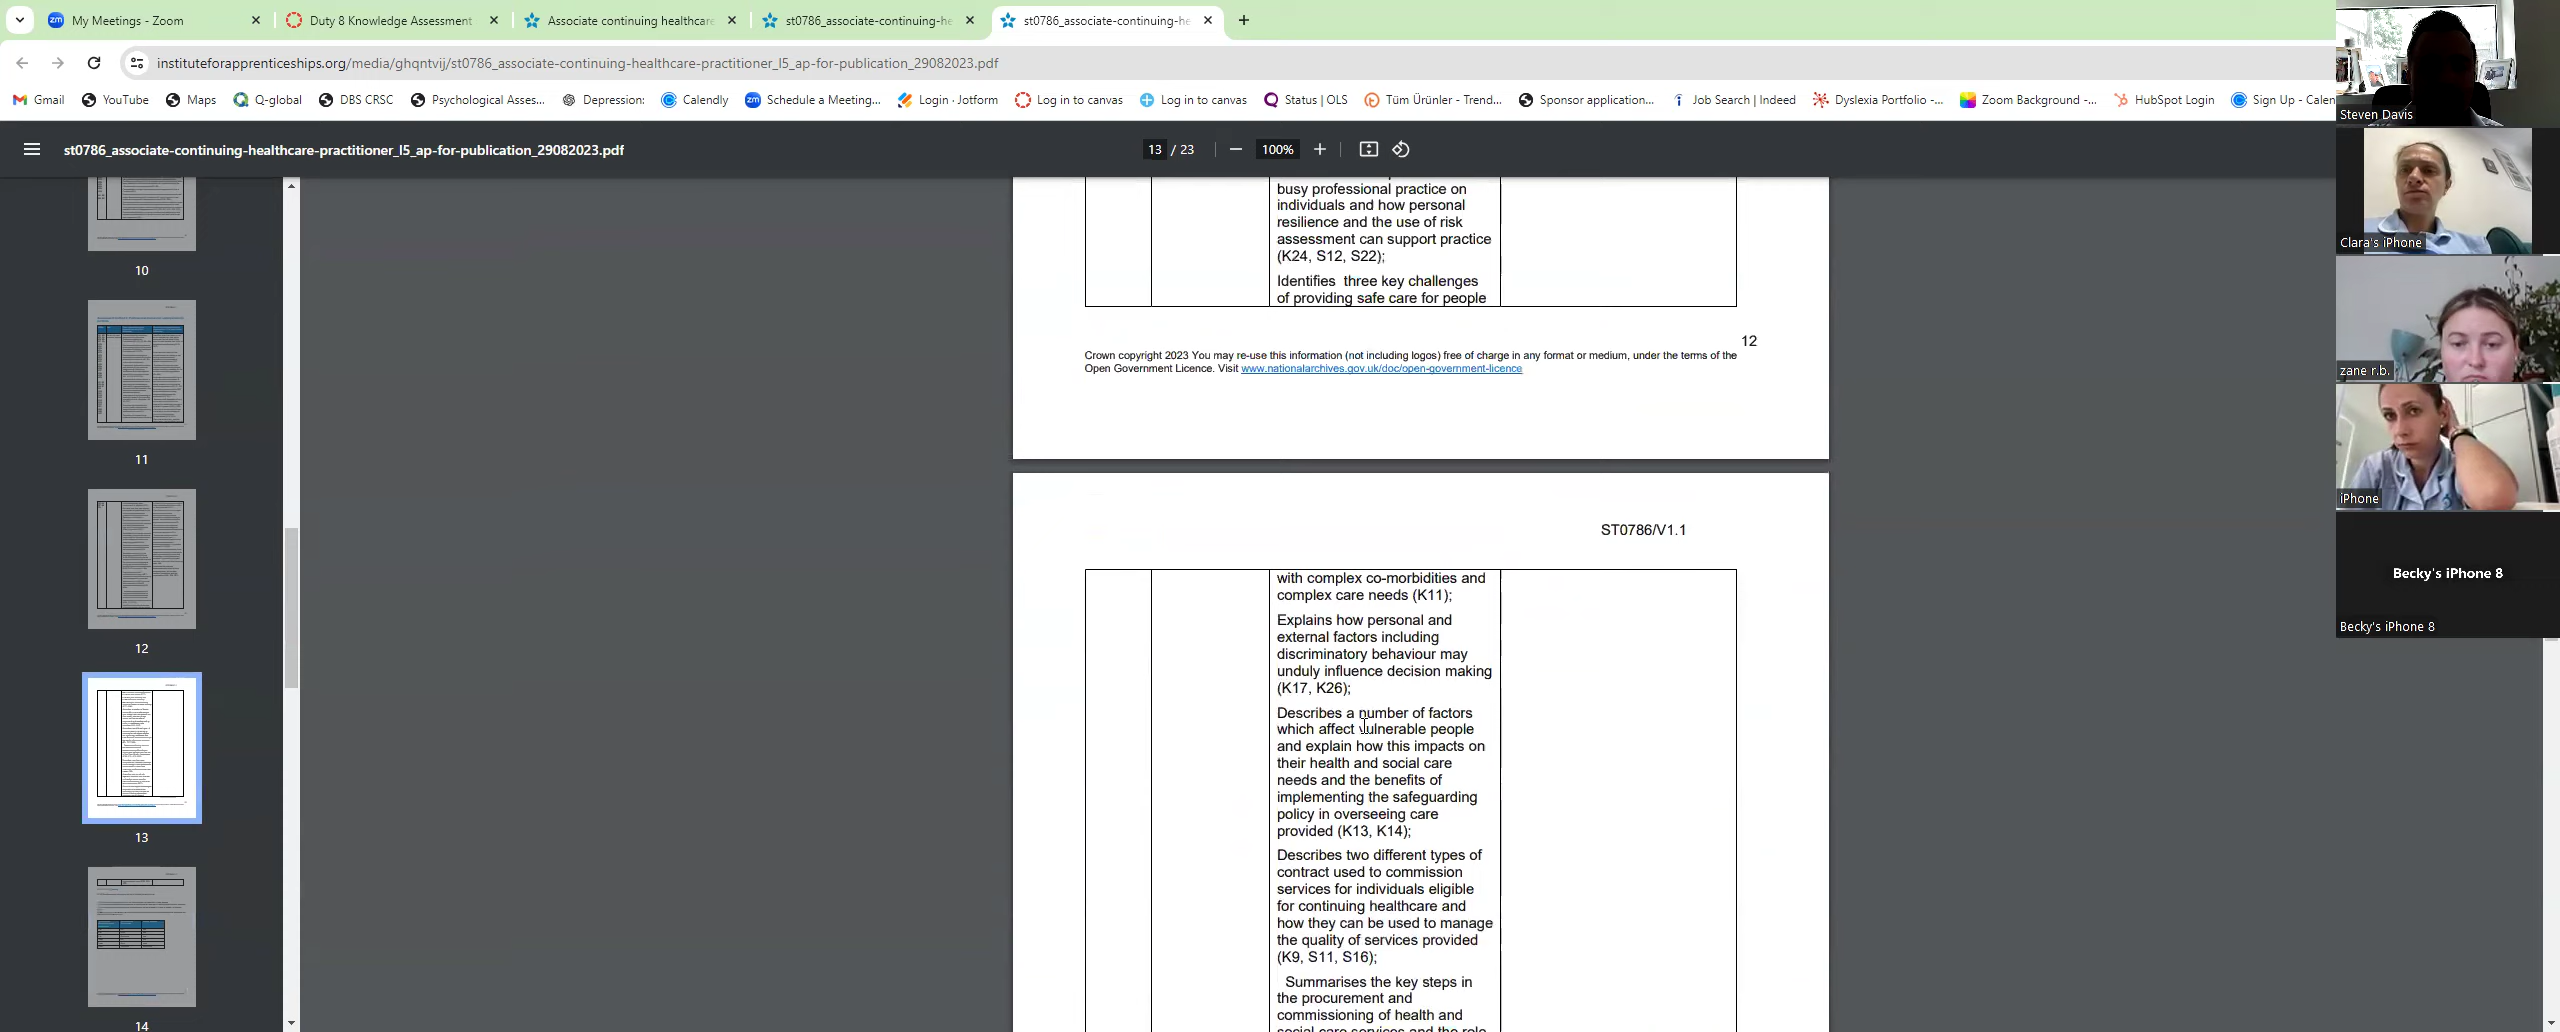 My Meetings - Zoom
Duty 8 Knowledge Assessment
Associate continuing healthcare
st0786_associate-continuing-he
st0786_associate-continuing-he
instituteforapprenticeships.org/media/ghqntvij/st0786_associate-continuing-healthcare-practitioner_l5_ap-for-publication_29082023.pdf
Gmail
YouTube
Maps
Q-global
DBS CRSC
Psychological Asses...
Depression:
Calendly
Schedule a Meeting...
Login · Jotform
Log in to canvas
Log in to canvas
Status | OLS
Tüm Ürünler - Trend...
Sponsor application...
Job Search | Indeed
Dyslexia Portfolio -...
Zoom Background -...
HubSpot Login
Sign Up - Calen
st0786_associate-continuing-healthcare-practitioner_l5_ap-for-publication_29082023.pdf
13 / 23
100%
10
11
12
13
14
busy professional practice on
individuals and how personal
resilience and the use of risk
assessment can support practice
(K24, S12, S22);
Identifies three key challenges
of providing safe care for people
12
Crown copyright 2023 You may re-use this information (not including logos) free of charge in any format or medium, under the terms of the
Open Government Licence. Visit www.nationalarchives.gov.uk/doc/open-government-licence
ST0786/V1.1
with complex co-morbidities and
complex care needs (K11);
Explains how personal and
external factors including
discriminatory behaviour may
unduly influence decision making
(K17, K26);
Describes a number of factors
which affect vulnerable people
and explain how this impacts on
their health and social care
needs and the benefits of
implementing the safeguarding
policy in overseeing care
provided (K13, K14);
Describes two different types of
contract used to commission
services for individuals eligible
for continuing healthcare and
how they can be used to manage
the quality of services provided
(K9, S11, S16);
Summarises the key steps in
the procurement and
commissioning of health and
social care services and the role
Steven Davis
Clara's iPhone
zane r.b.
iPhone
Becky's iPhone 8
Becky's iPhone 8